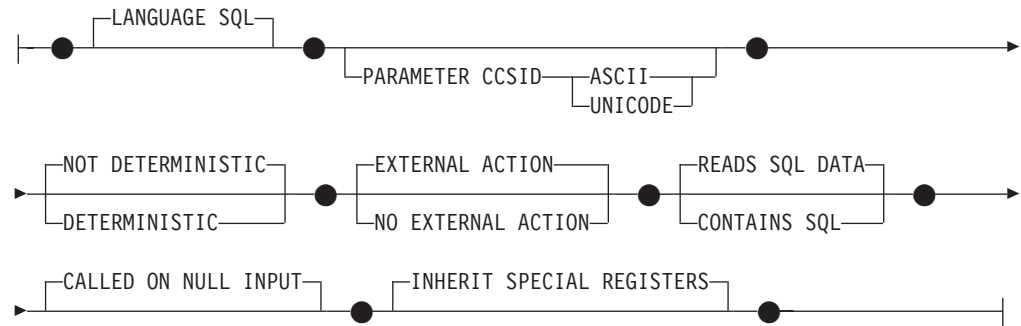 LANGUAGE SQL
PARAMETER CCSID ASCII
UNICODE
NOT DETERMINISTIC EXTERNAL ACTION READS SQL DATA
DETERMINISTIC NO EXTERNAL ACTION CONTAINS SQL
CALLED ON NULL INPUT INHERIT SPECIAL REGISTERS